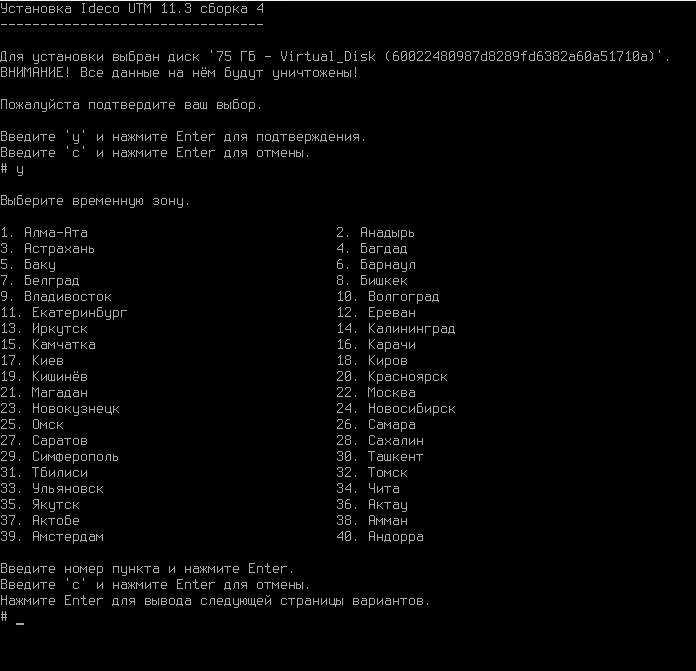 Установка Ideco UTM 11.3 сборка 4
---------------------------------
Для установки выбран диск '75 ГБ - Virtual_Disk (60022480987d8289fd6382a60a51710a)'.
ВНИМАНИЕ! Все данные на нём будут уничтожены!
Пожалуйста подтвердите ваш выбор.
Введите 'y' и нажмите Enter для подтверждения.
Введите 'c' и нажмите Enter для отмены.
# y
Выберите временную зону.
1. Алма-Ата 2. Анадырь
3. Астрахань 4. Багдад
5. Баку 6. Барнаул
7. Белград 8. Бишкек
9. Владивосток 10. Волгоград
11. Екатеринбург 12. Ереван
13. Иркутск 14. Калининград
15. Камчатка 16. Карачи
17. Киев 18. Киров
19. Кишинёв 20. Красноярск
21. Магадан 22. Москва
23. Новокузнецк 24. Новосибирск
25. Омск 26. Самара
27. Саратов 28. Сахалин
29. Симферополь 30. Ташкент
31. Тбилиси 32. Томск
33. Ульяновск 34. Чита
35. Якутск 36. Актау
37. Актобе 38. Амман
39. Амстердам 40. Андорра
Введите номер пункта и нажмите Enter.
Введите 'c' и нажмите Enter для отмены.
Нажмите Enter для вывода следующей страницы вариантов.
# _